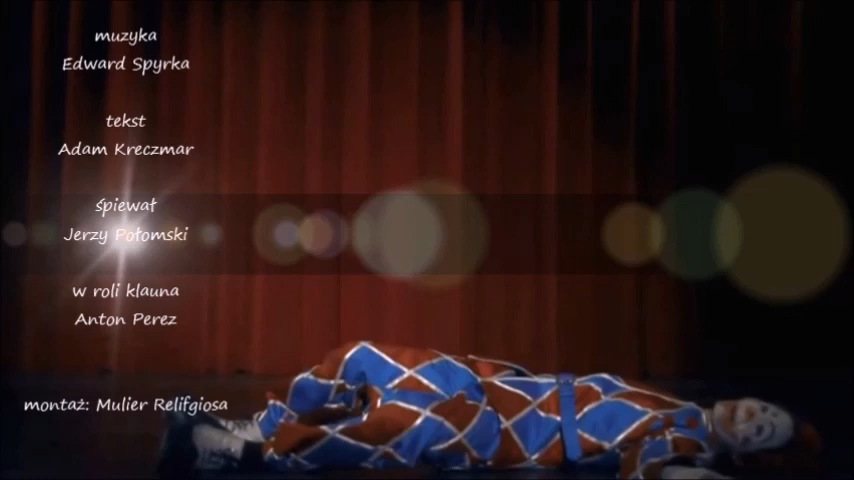 muzyka
Edward Spyrka
tekst
Adam Kreczmar
śpiewał
Jerzy Połomski
w roli klauna
Anton Perez
montaż: Mulier Relifgiosa